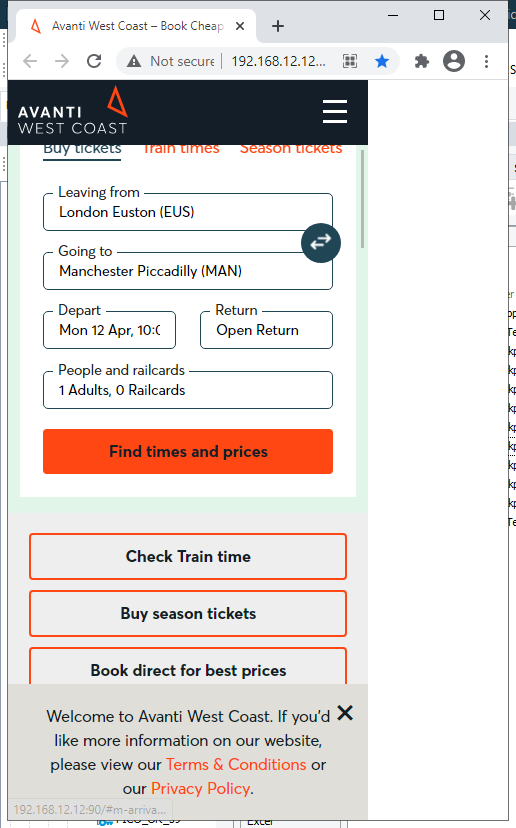 Avanti West Coast – Book Cheap
Not secure
192.168.12.12...
AVANTI
WEST COAST
Buy tickets
Train times
Season tickets
Leaving from
London Euston (EUS)
Going to
Manchester Piccadilly (MAN)
Depart
Return
Mon 12 Apr, 10:0
Open Return
People and railcards
1 Adults, 0 Railcards
Find times and prices
Check Train time
Buy season tickets
Book direct for best prices
Welcome to Avanti West Coast. If you'd
like more information on our website,
please view our Terms & Conditions or
our Privacy Policy.
192.168.12.12:90/#m-arriva...
Excel